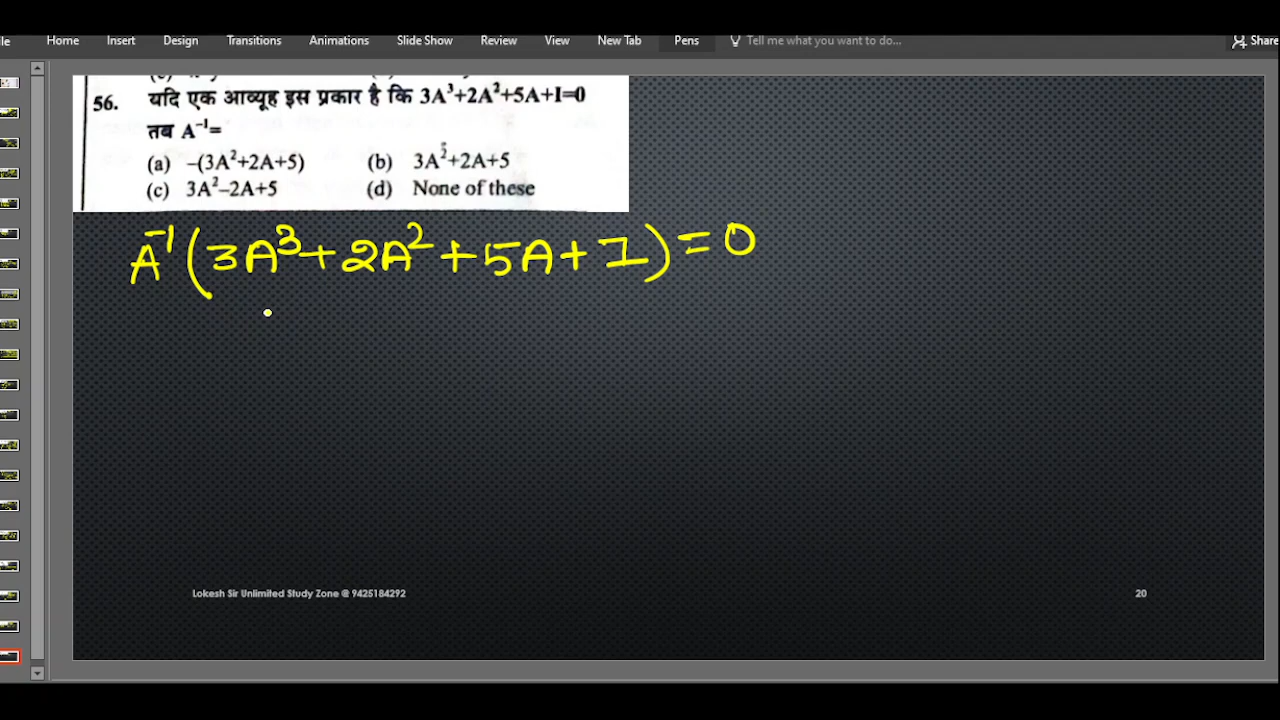 Home Insert Design Transitions Animations Slide Show Review View New Tab Pens Tell me what you want to do... Share
56. यदि एक आव्यूह इस प्रकार है कि 3A³+2A²+5A+I=0
तब A⁻¹=
(a) –(3A²+2A+5) (b) 3A²+2A+5
(c) 3A²–2A+5 (d) None of these
A⁻¹(3A³+2A²+5A+I)=0
Lokesh Sir Unlimited Study Zone @ 9425184292 20